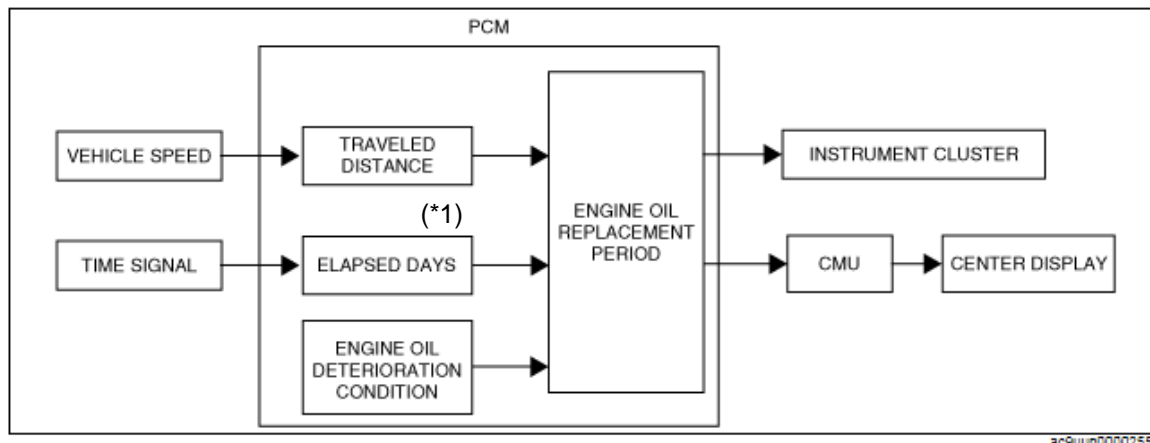 PCM
VEHICLE SPEED
TRAVELED
DISTANCE
INSTRUMENT CLUSTER
(*1)
ENGINE OIL
REPLACEMENT
PERIOD
TIME SIGNAL
ELAPSED DAYS
CMU
CENTER DISPLAY
ENGINE OIL
DETERIORATION
CONDITION